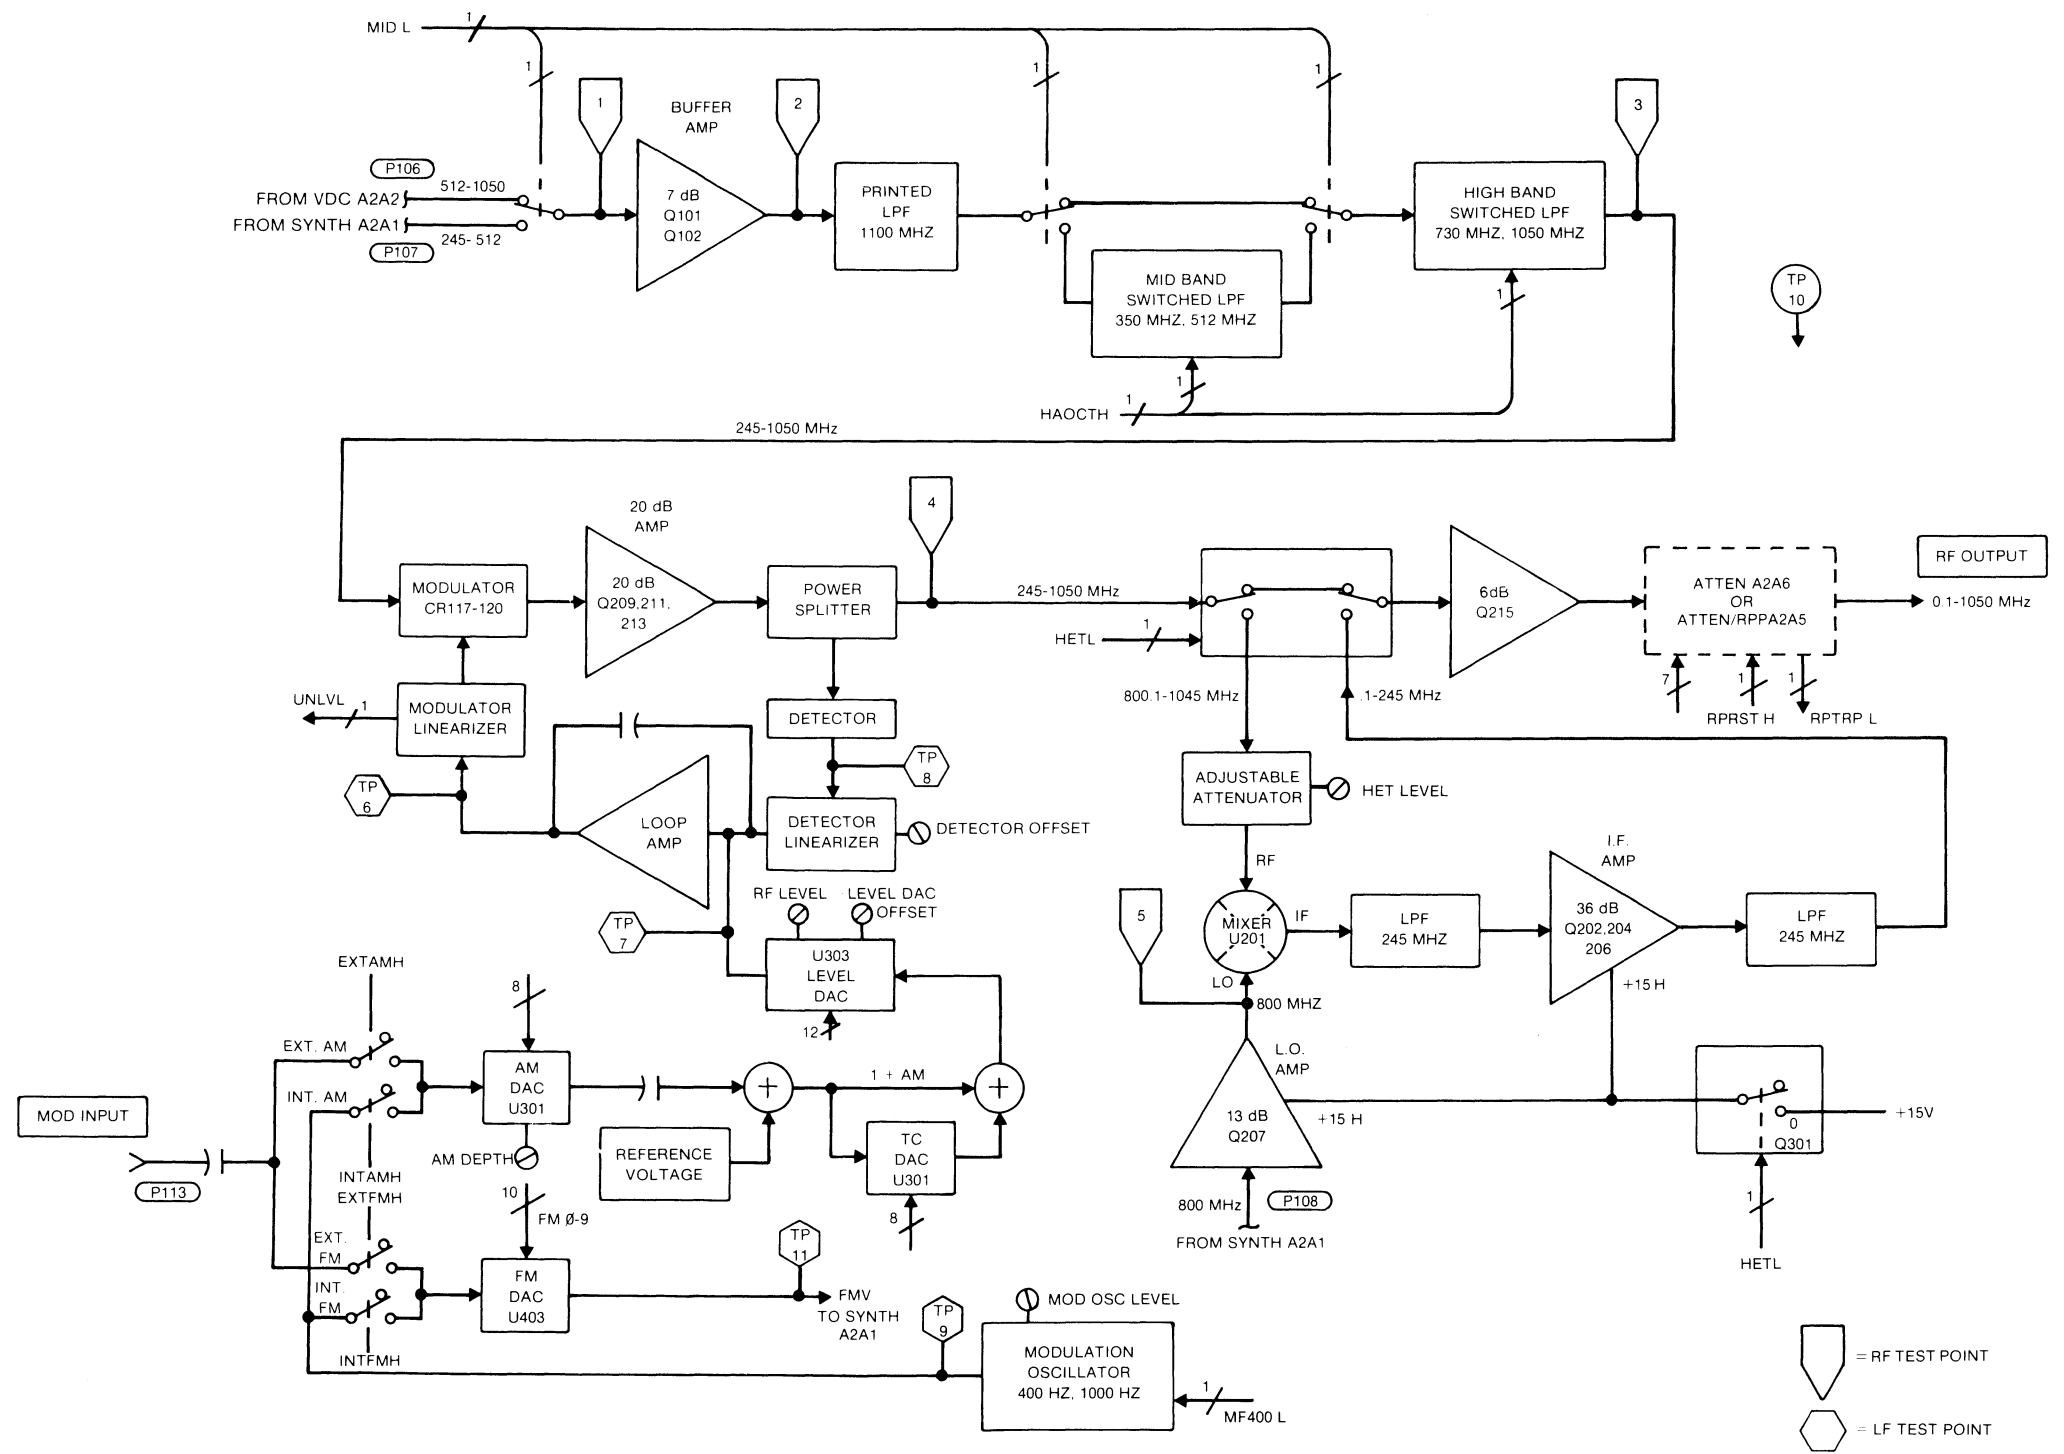 MID L
1
1
1
1
1
2
3
BUFFER
AMP
P106
512-1050
FROM VDC A2A2
FROM SYNTH A2A1
245- 512
P107
7 dB
Q101
Q102
PRINTED
LPF
1100 MHZ
HIGH BAND
SWITCHED LPF
730 MHZ, 1050 MHZ
MID BAND
SWITCHED LPF
350 MHZ, 512 MHZ
TP
10
1
1
1
HAOCTH
245-1050 MHz
20 dB
AMP
4
MODULATOR
CR117-120
20 dB
Q209,211,
213
POWER
SPLITTER
245-1050 MHz
HETL
1
6dB
Q215
ATTEN A2A6
OR
ATTEN/RPPA2A5
RF OUTPUT
0.1-1050 MHz
UNLVL
1
MODULATOR
LINEARIZER
DETECTOR
800.1-1045 MHz
.1-245 MHz
7
1
1
RPRST H
RPTRP L
TP
6
TP
8
LOOP
AMP
DETECTOR
LINEARIZER
DETECTOR OFFSET
ADJUSTABLE
ATTENUATOR
HET LEVEL
RF
RF LEVEL
LEVEL DAC
OFFSET
TP
7
U303
LEVEL
DAC
12
5
MIXER
U201
IF
LO
800 MHZ
LPF
245 MHZ
I.F.
AMP
36 dB
Q202,204
206
LPF
245 MHZ
+15 H
EXTAMH
8
EXT. AM
INT. AM
AM
DAC
U301
1 + AM
L.O.
AMP
13 dB
Q207
+15 H
0
Q301
+15V
MOD INPUT
P113
AM DEPTH
REFERENCE
VOLTAGE
TC
DAC
U301
8
INTAMH
EXTFMH
10
FM Ø-9
EXT.
FM
INT.
FM
FM
DAC
U403
TP
11
FMV
TO SYNTH
A2A1
800 MHz
P108
FROM SYNTH A2A1
1
HETL
INTFMH
TP
9
MOD OSC LEVEL
MODULATION
OSCILLATOR
400 HZ, 1000 HZ
1
MF400 L
= RF TEST POINT
= LF TEST POINT